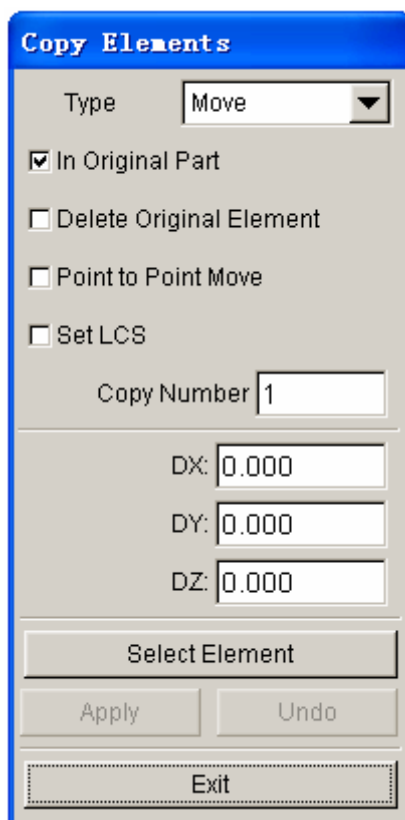 Copy Elements
Type Move
In Original Part
Delete Original Element
Point to Point Move
Set LCS
Copy Number 1
DX: 0.000
DY: 0.000
DZ: 0.000
Select Element
Apply Undo
Exit